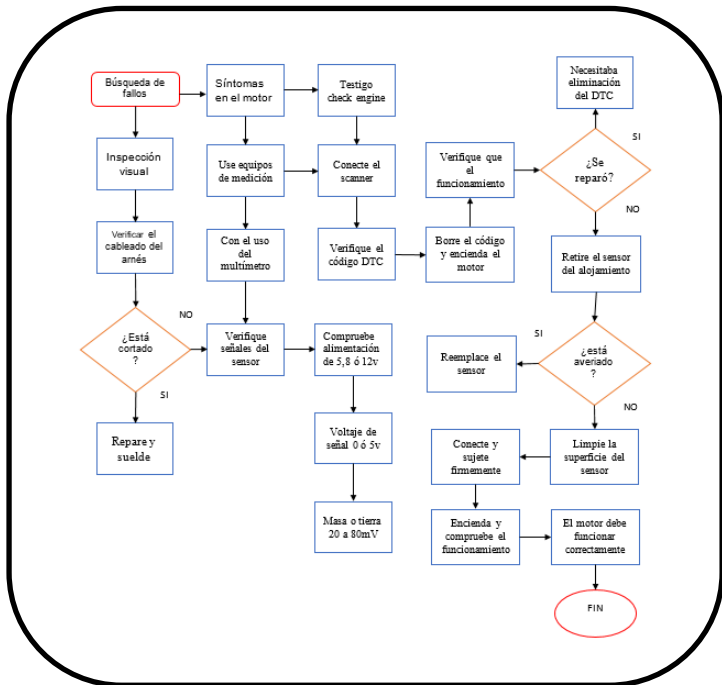 Búsqueda de
fallos
Síntomas
en el motor
Testigo
check engine
Necesitaba
eliminación
del DTC
SI
Inspección
visual
Use equipos
de medición
Conecte el
scanner
Verifique que
el
funcionamiento
¿Se
reparó?
NO
Verificar el
cableado del
arnés
Con el uso
del
multímetro
Verifique el
código DTC
Borre el código
y encienda el
motor
Retire el sensor
del alojamiento
¿Está
cortado
?
NO
SI
Verifique
señales del
sensor
Compruebe
alimentación
de 5,8 ó 12v
Reemplace el
sensor
SI
¿está
averiado ?
NO
Repare y
suelde
Voltaje de
señal 0 ó 5v
Conecte y
sujete
firmemente
Limpie la
superficie del
sensor
Masa o tierra
20 a 80mV
Encienda y
compruebe el
funcionamiento
El motor debe
funcionar
correctamente
FIN